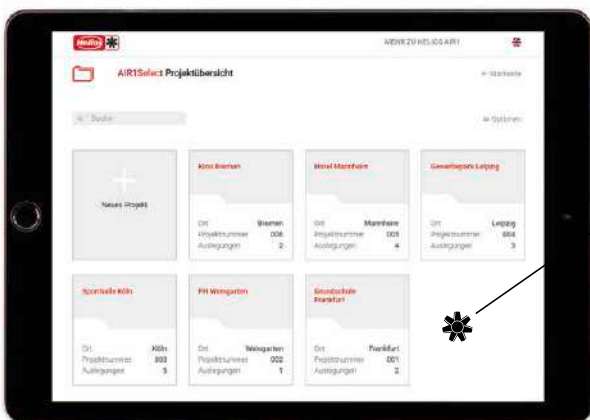 Helios
MEHR ZU HELIOS AIR1
AIR1Select Projektübersicht
Startseite
Suche
Optionen
Neues Projekt
Kino Bremen
Ort Bremen
Projektnummer 006
Auslegungen 2
Hotel Mannheim
Ort Mannheim
Projektnummer 005
Auslegungen 4
Gewerbepark Leipzig
Ort Leipzig
Projektnummer 004
Auslegungen 3
Sporthalle Köln
Ort Köln
Projektnummer 003
Auslegungen 5
PH Weingarten
Ort Weingarten
Projektnummer 002
Auslegungen 1
Grundschule
Frankfurt
Ort Frankfurt
Projektnummer 001
Auslegungen 2